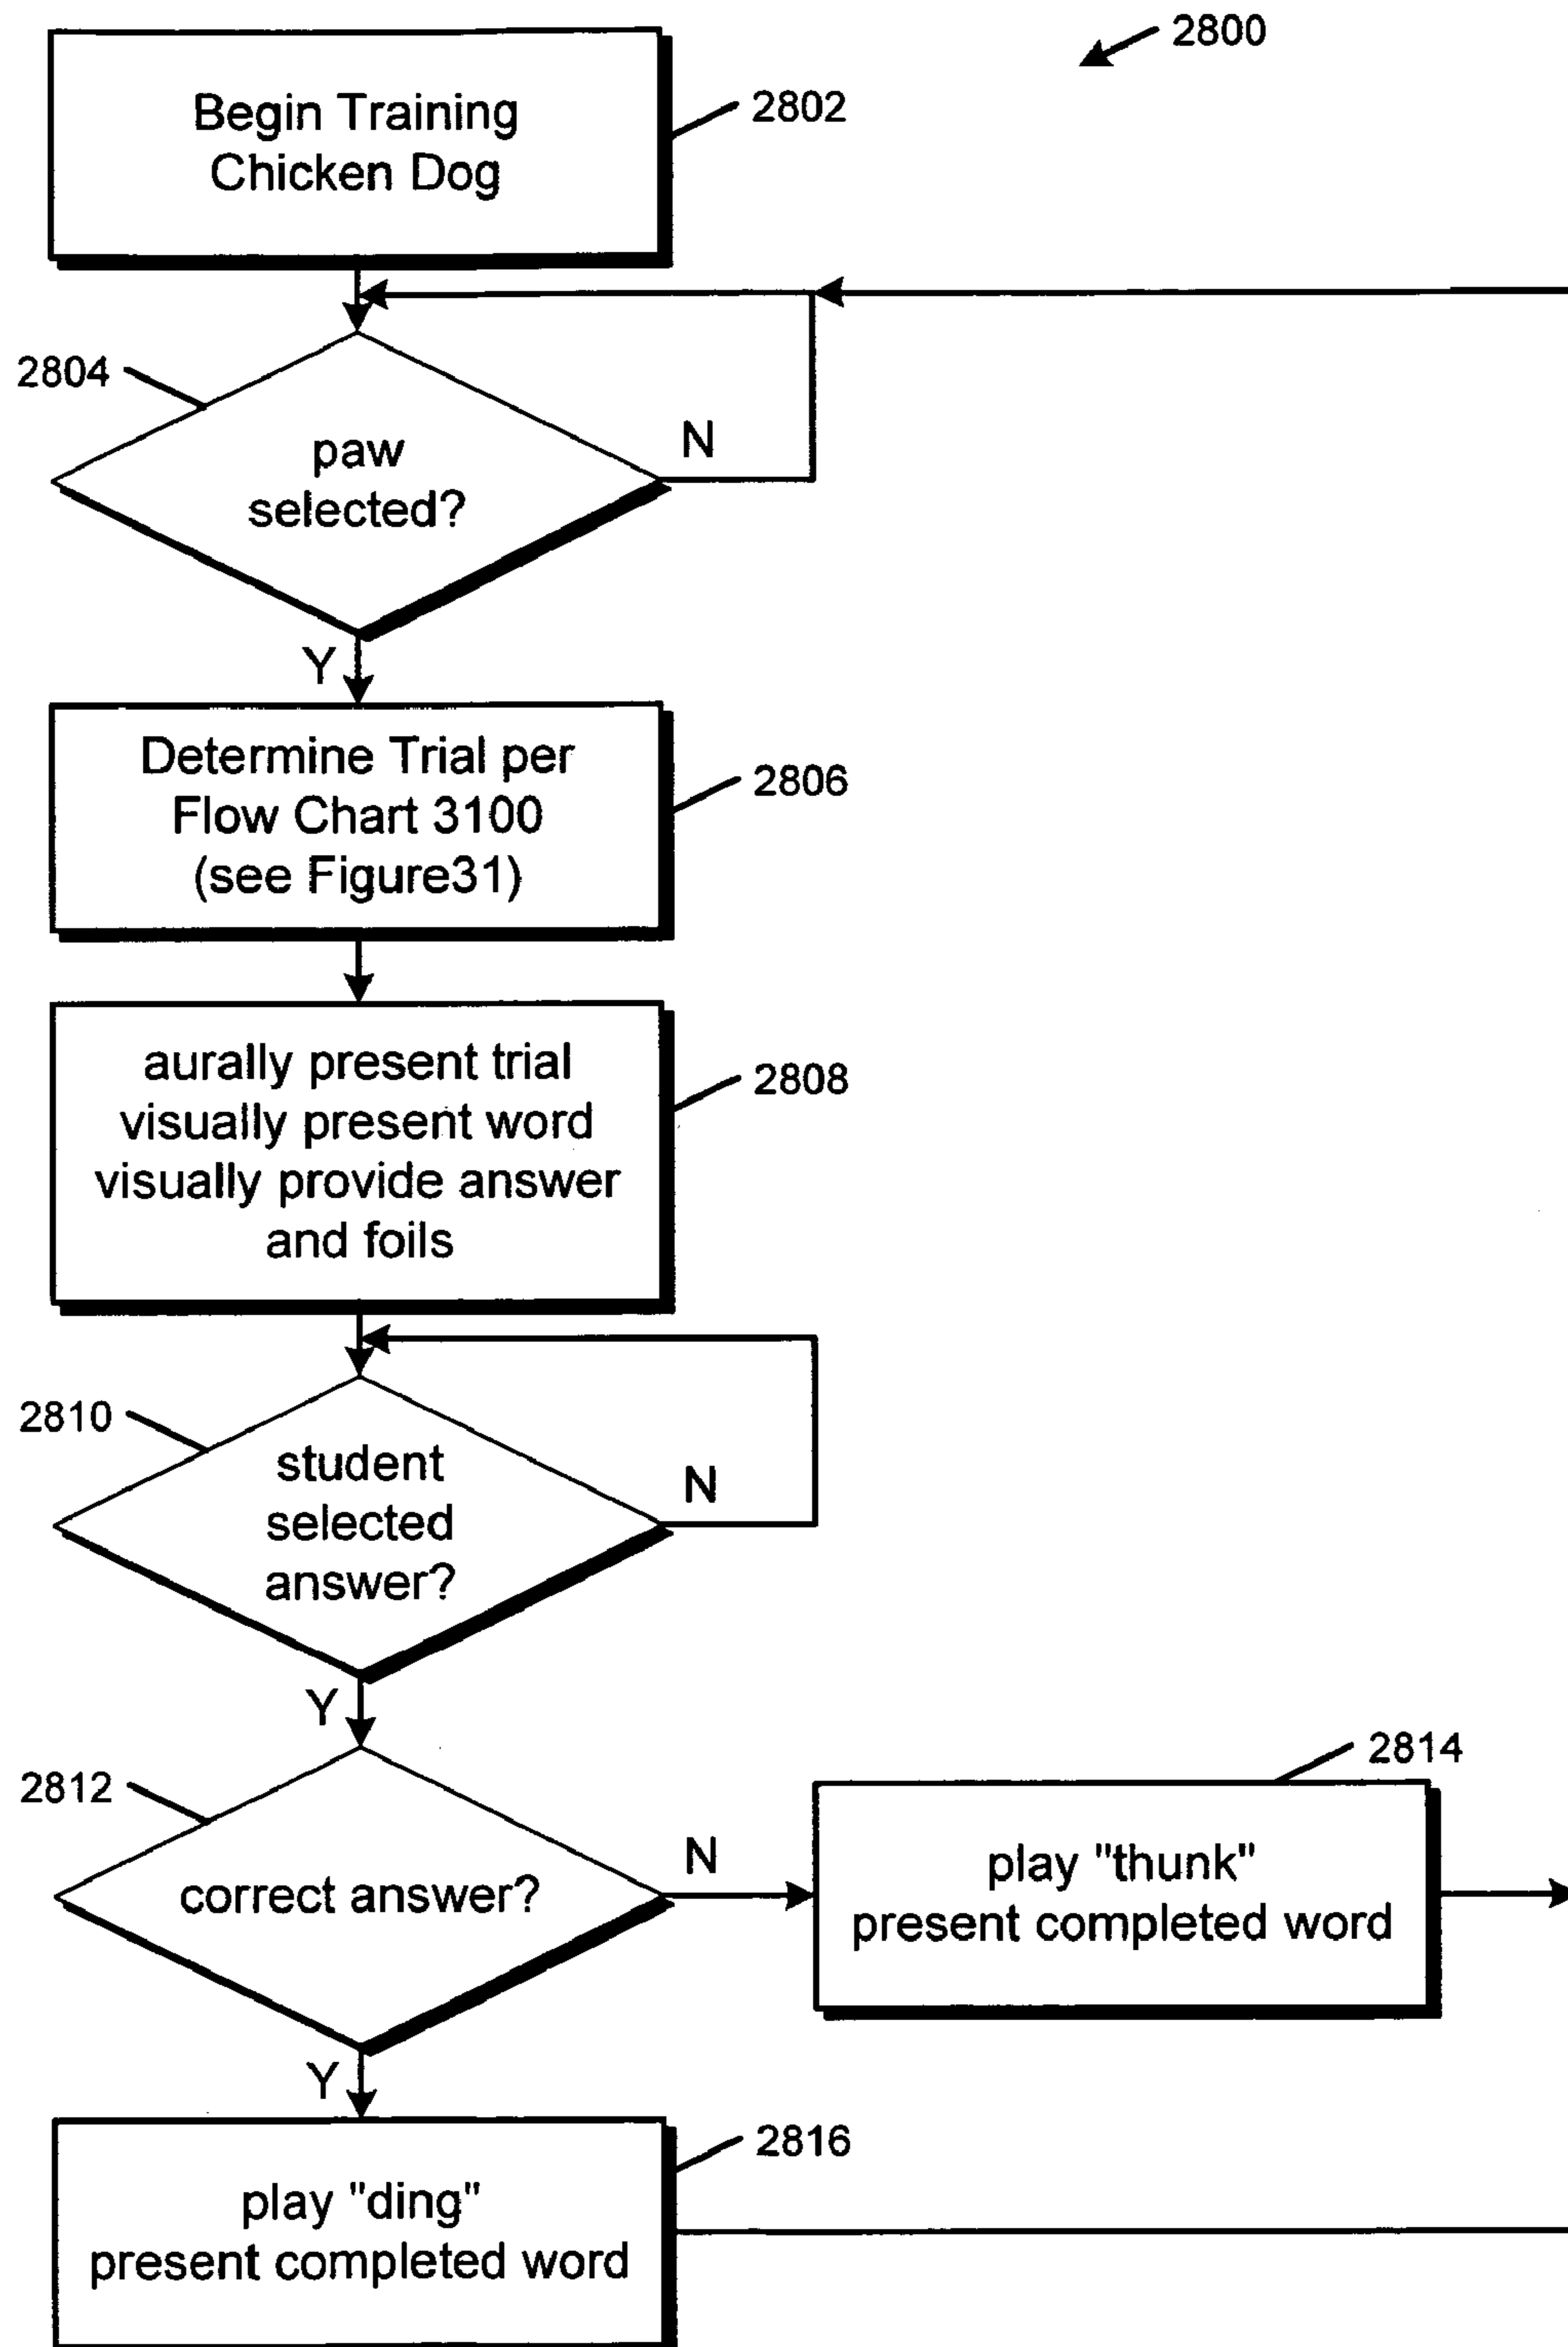 2800
Begin Training
Chicken Dog
2802
2804
paw
selected?
N
Y
Determine Trial per
Flow Chart 3100
(see Figure31)
2806
aurally present trial
visually present word
visually provide answer
and foils
2808
2810
student
selected
answer?
N
Y
2812
correct answer?
N
2814
play "thunk"
present completed word
Y
play "ding"
present completed word
2816